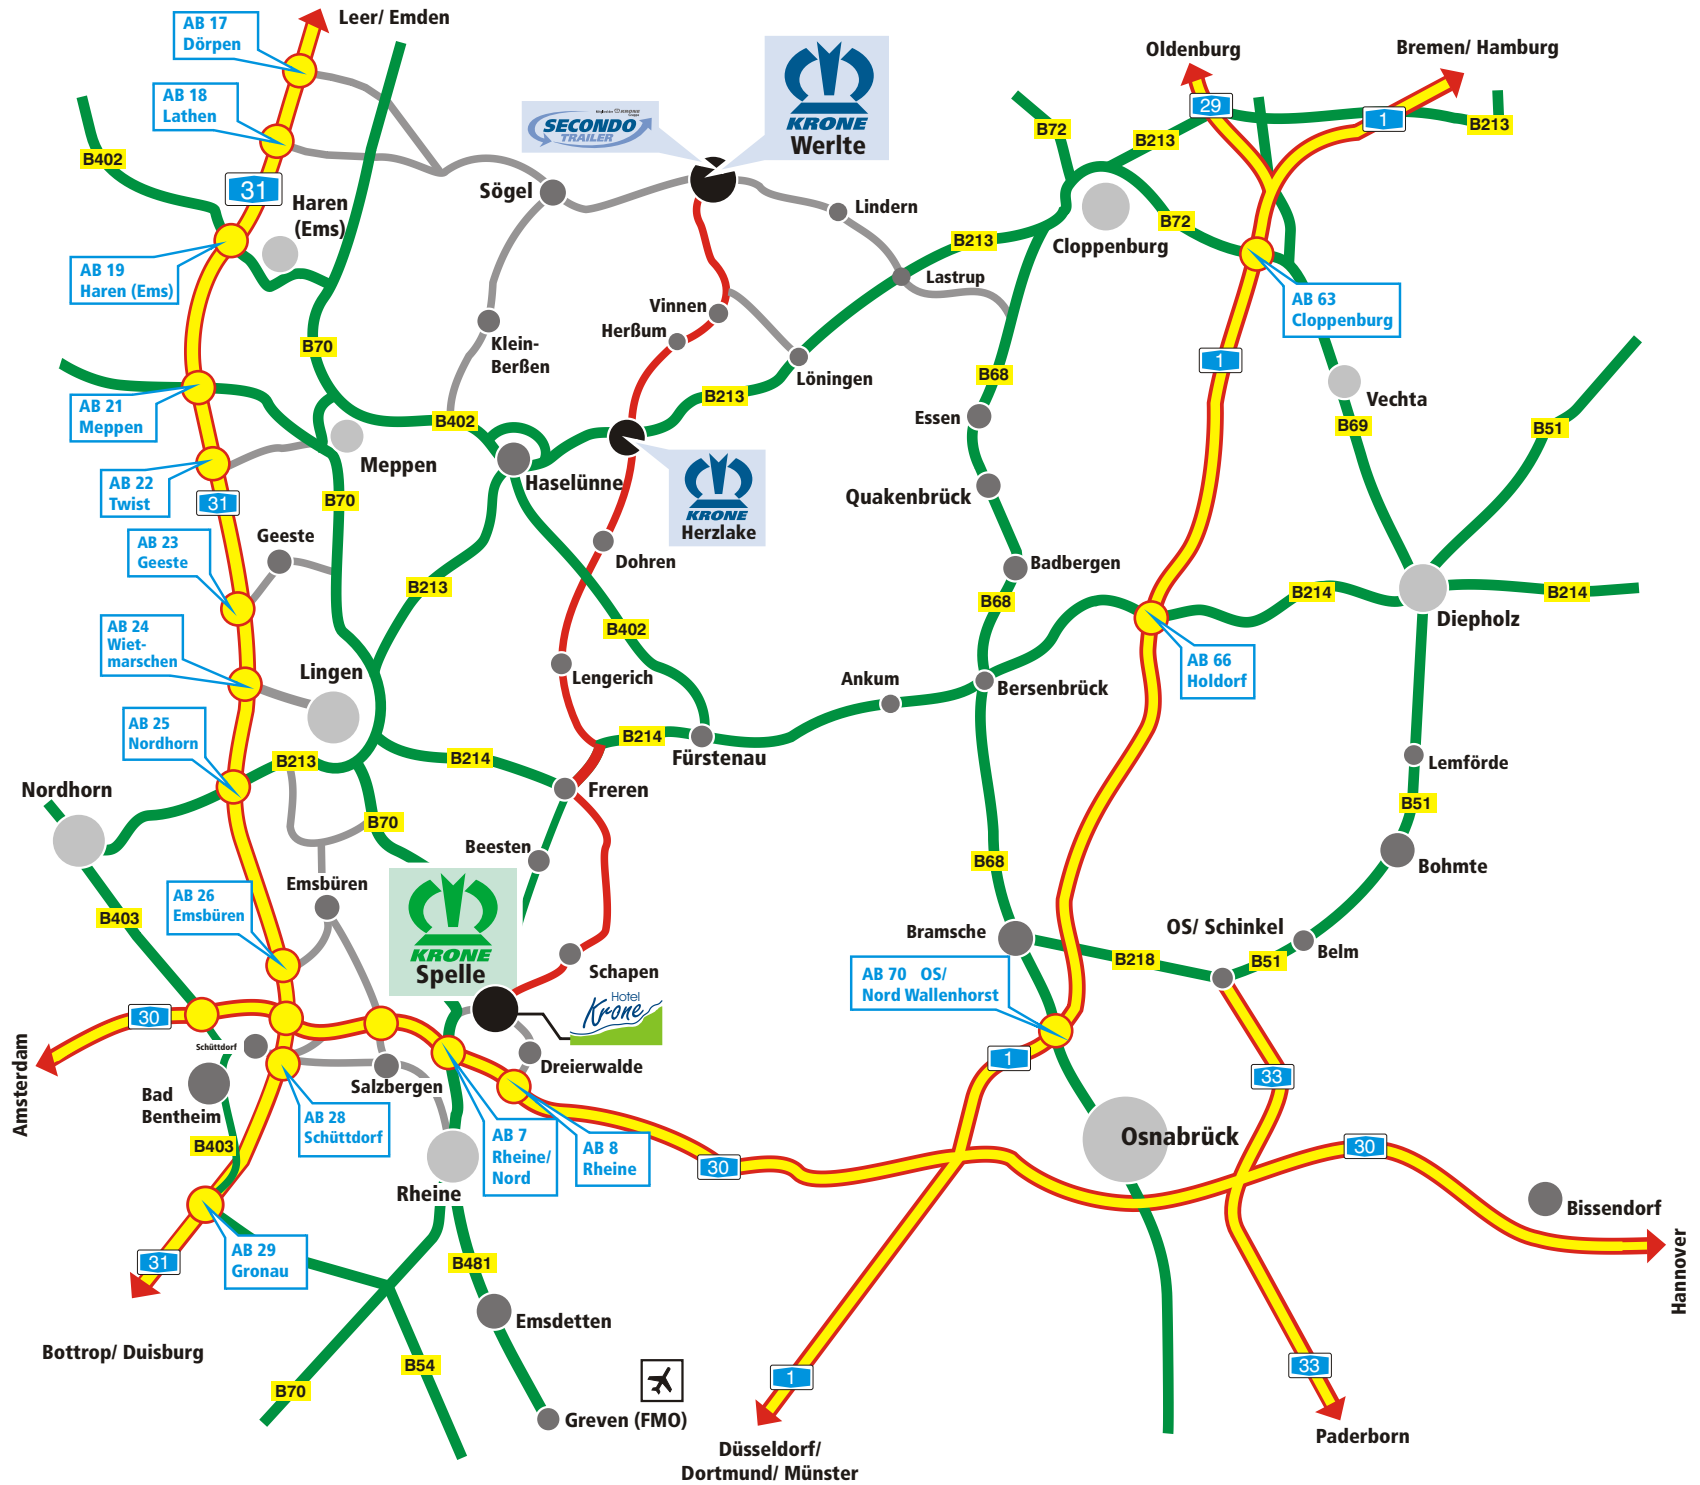 Leer/ Emden
AB 17
Dörpen
AB 18
Lathen
B402
31
Haren
(Ems)
AB 19
Haren (Ems)
B70
AB 21
Meppen
Meppen
AB 22
Twist
31
B70
AB 23
Geeste
Geeste
AB 24
Wiet-
marschen
Lingen
AB 25
Nordhorn
B213
B214
Nordhorn
B70
B403
AB 26
Emsbüren
Emsbüren
SECONDO
TRAILER
KRONE
Werlte
Sögel
Lindern
Lastrup
Vinnen
Herßum
Klein-
Berßen
Löningen
B402
B213
B213
Haselünne
KRONE
Herzlake
Dohren
B213
B402
Lengerich
B214
Fürstenau
Freren
Beesten
KRONE
Spelle
Schapen
Hotel
Krone
Dreierwalde
Oldenburg
Bremen/ Hamburg
29
1
B72
B213
B213
Cloppenburg
B72
AB 63
Cloppenburg
1
B68
Essen
Quakenbrück
Badbergen
B68
Vechta
B69
B51
B214
B214
Diepholz
AB 66
Holdorf
Ankum
Bersenbrück
Lemförde
B51
Bohmte
B68
Bramsche
OS/ Schinkel
Belm
B218
B51
AB 70 OS/
Nord Wallenhorst
1
33
30
Amsterdam
Schüttdorf
Bad
Bentheim
Salzbergen
AB 28
Schüttdorf
B403
AB 7
Rheine/
Nord
AB 8
Rheine
30
Osnabrück
30
Rheine
Bissendorf
Hannover
31
AB 29
Gronau
B481
Emsdetten
Bottrop/ Duisburg
B54
B70
Greven (FMO)
1
Düsseldorf/
Dortmund/ Münster
33
Paderborn